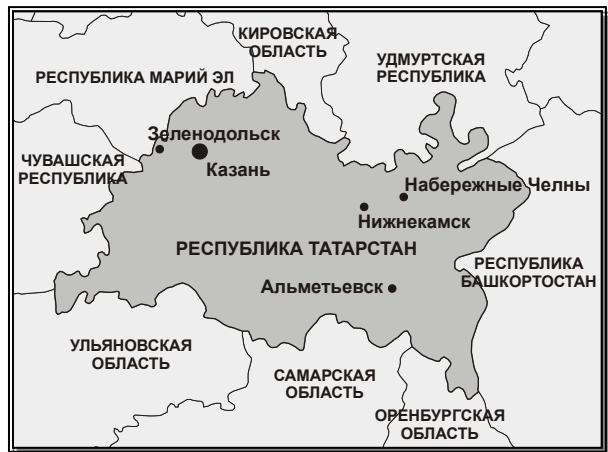 КИРОВСКАЯ
ОБЛАСТЬ
УДМУРТСКАЯ
РЕСПУБЛИКА
РЕСПУБЛИКА МАРИЙ ЭЛ
Зеленодольск
ЧУВАШСКАЯ
РЕСПУБЛИКА
Казань
Набережные Челны
Нижнекамск
РЕСПУБЛИКА ТАТАРСТАН
РЕСПУБЛИКА
БАШКОРТОСТАН
Альметьевск
УЛЬЯНОВСКАЯ
ОБЛАСТЬ
САМАРСКАЯ
ОБЛАСТЬ
ОРЕНБУРГСКАЯ
ОБЛАСТЬ